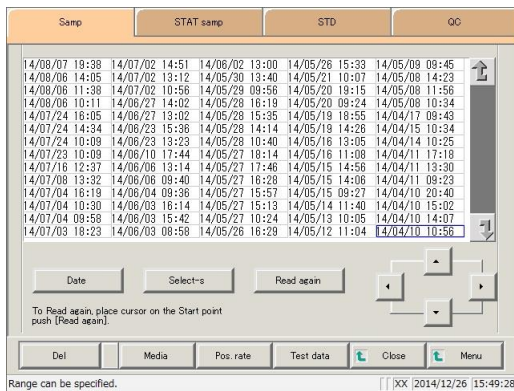 Samp STAT samp STD QC
14/08/07 19:38 14/07/02 14:51 14/06/02 13:00 14/05/26 15:33 14/05/08 09:45
14/08/06 14:05 14/07/02 13:12 14/05/30 13:40 14/05/21 10:07 14/05/08 14:23
14/08/06 11:38 14/07/02 10:56 14/05/29 09:56 14/05/20 19:15 14/05/08 11:56
14/08/06 10:11 14/06/27 14:02 14/05/28 16:19 14/05/20 09:24 14/05/08 10:34
14/07/24 16:05 14/06/27 13:02 14/05/28 15:35 14/05/19 18:55 14/04/17 09:43
14/07/24 14:34 14/06/23 15:36 14/05/28 14:14 14/05/19 14:26 14/04/15 10:34
14/07/24 10:09 14/06/23 13:23 14/05/28 10:40 14/05/16 13:05 14/04/14 10:25
14/07/23 10:09 14/06/10 17:44 14/05/27 18:14 14/05/16 11:08 14/04/11 17:18
14/07/16 12:37 14/06/06 13:14 14/05/27 17:46 14/05/15 14:56 14/04/11 13:30
14/07/08 13:32 14/06/06 09:40 14/05/27 16:28 14/05/15 14:06 14/04/11 09:23
14/07/04 16:19 14/06/04 09:36 14/05/27 15:57 14/05/15 09:27 14/04/10 20:40
14/07/04 10:30 14/06/03 16:14 14/05/27 15:13 14/05/14 11:40 14/04/10 15:02
14/07/04 09:58 14/06/03 15:42 14/05/27 10:24 14/05/13 10:05 14/04/10 14:07
14/07/03 18:23 14/06/03 08:58 14/05/26 16:29 14/05/12 11:04 14/04/10 10:56
Date Select-s Read again
To Read again, place cursor on the Start point
push [Read again].
Del Media Pos. rate Test data Close Menu
Range can be specified. XX 2014/12/26 15:49:28